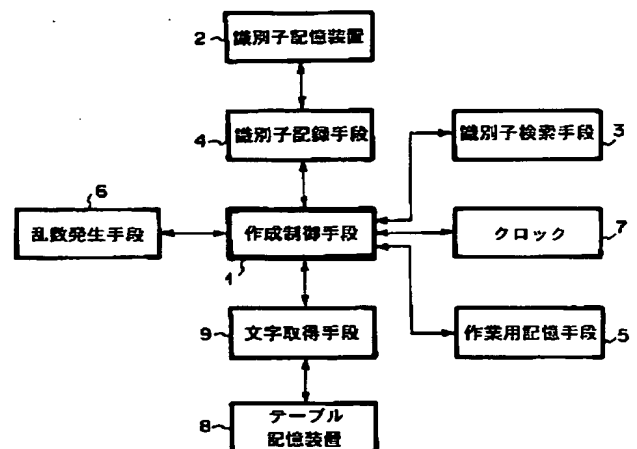 2
識別子記憶装置
4
識別子記録手段
識別子検索手段
3
6
乱数発生手段
作成制御手段
1
クロック
7
9
文字取得手段
作業用記憶手段
5
8
テーブル
記憶装置